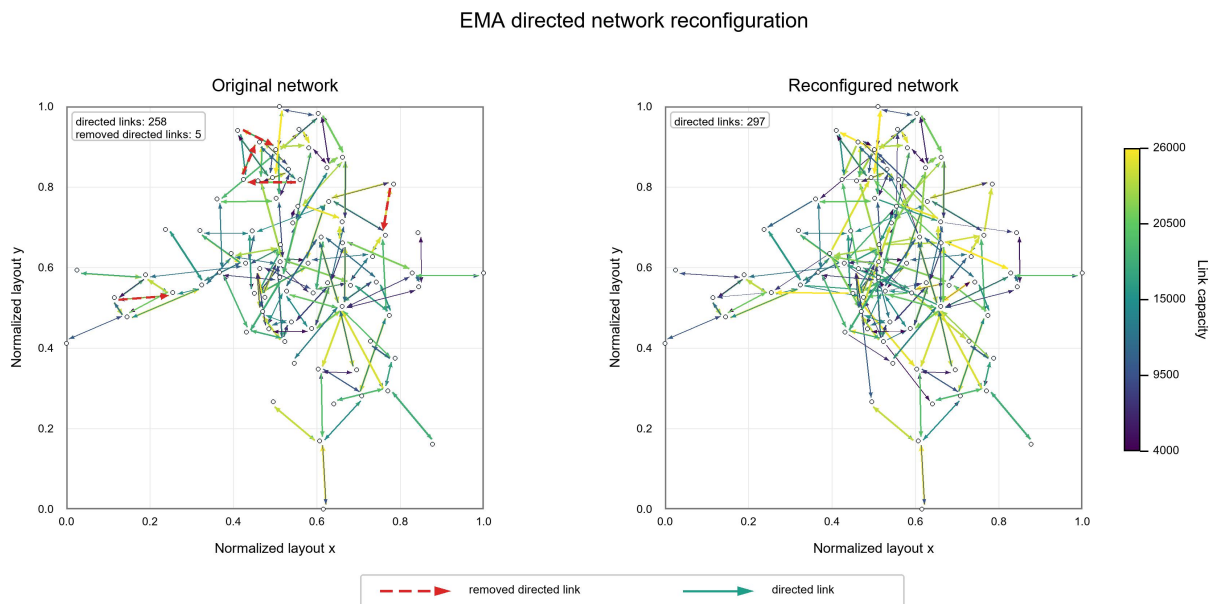 EMA directed network reconfiguration
Original network
Reconfigured network
directed links: 258
removed directed links: 5
directed links: 297
1.0
0.8
0.6
0.4
0.2
0.0
0.0 0.2 0.4 0.6 0.8 1.0
Normalized layout x
Normalized layout y
1.0
0.8
0.6
0.4
0.2
0.0
0.0 0.2 0.4 0.6 0.8 1.0
Normalized layout x
Normalized layout y
26000
20500
15000
9500
4000
Link capacity
removed directed link
directed link